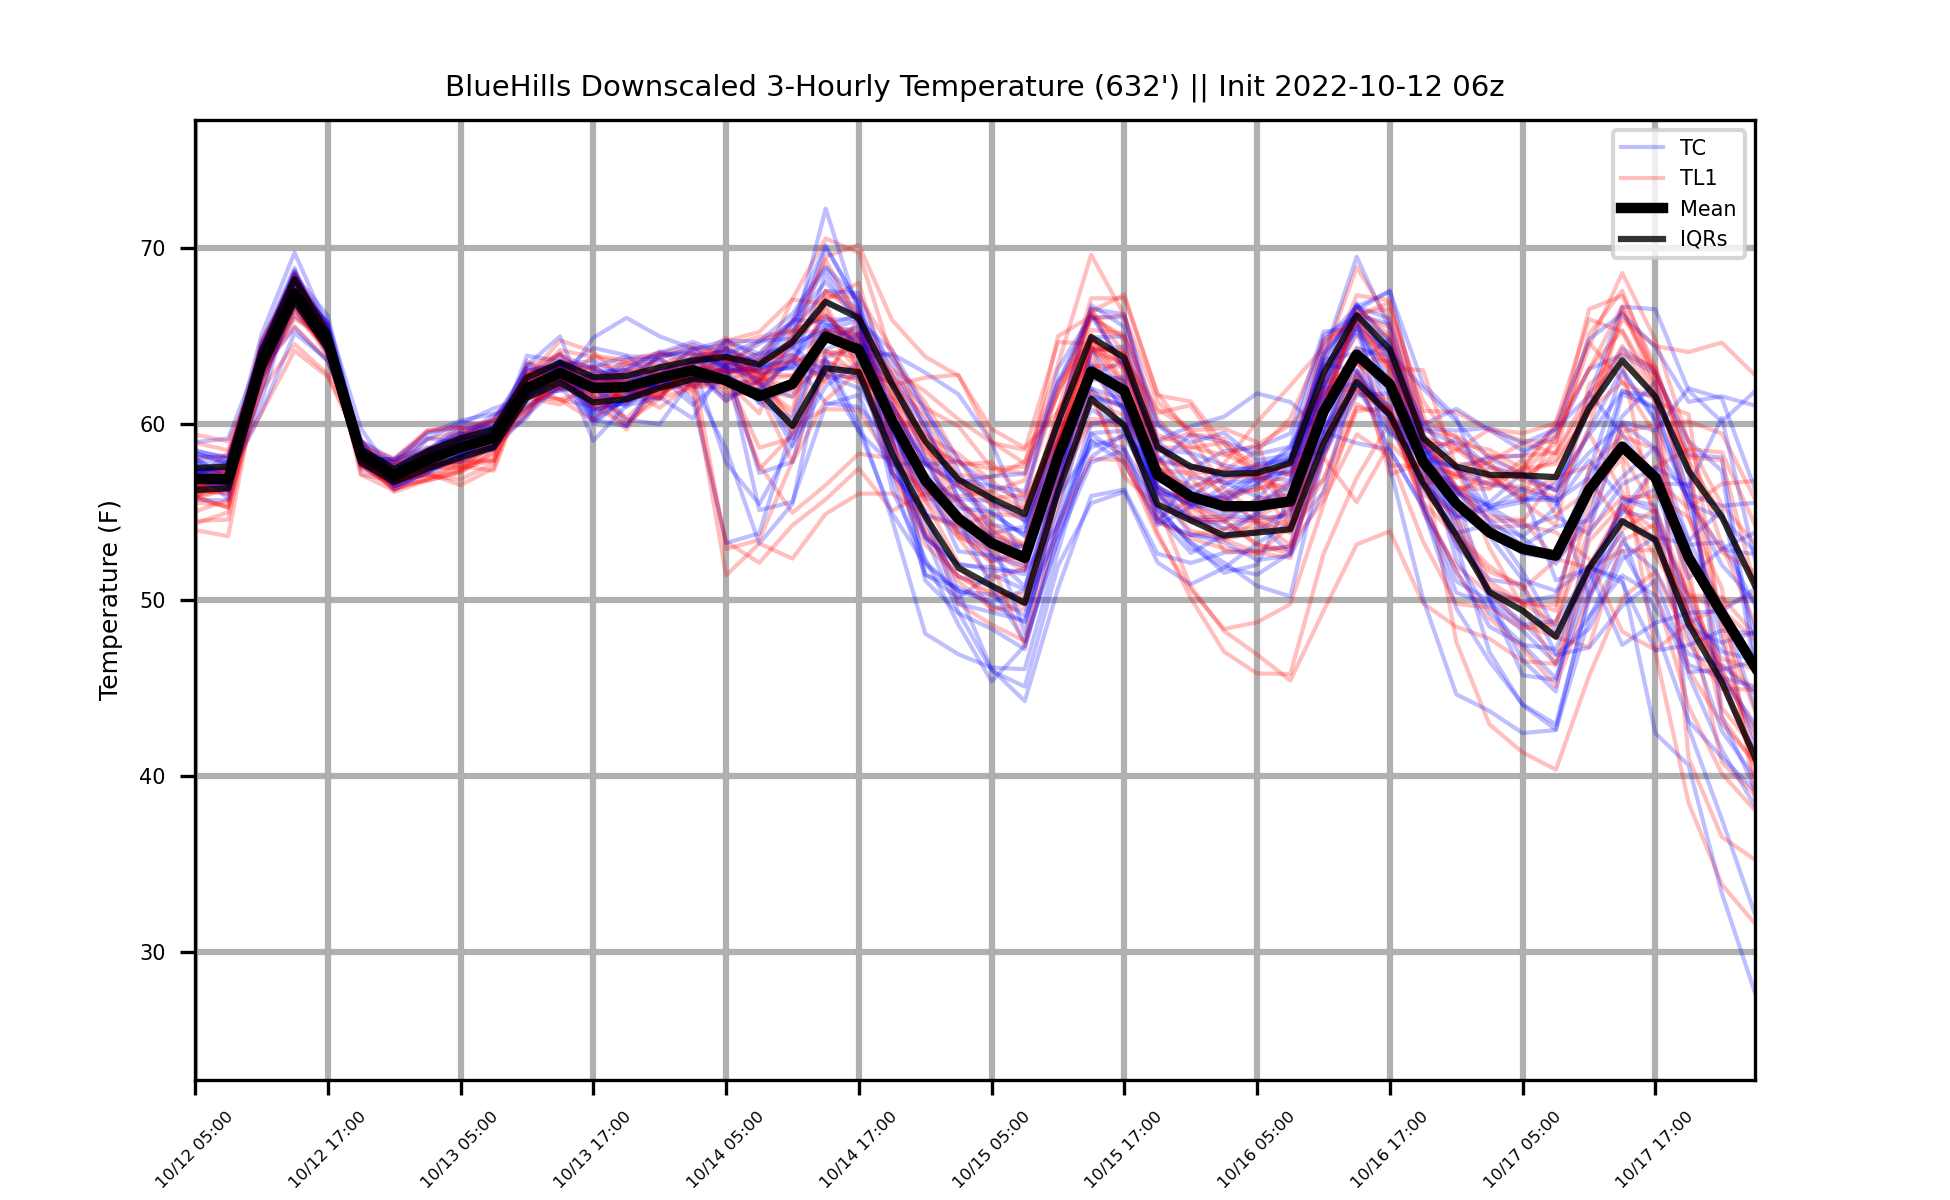 BlueHills Downscaled 3-Hourly Temperature (632') || Init 2022-10-12 06z
TC
TL1
Mean
IQRs
70
60
50
40
30
Temperature (F)
10/12 05:00
10/12 17:00
10/13 05:00
10/13 17:00
10/14 05:00
10/14 17:00
10/15 05:00
10/15 17:00
10/16 05:00
10/16 17:00
10/17 05:00
10/17 17:00